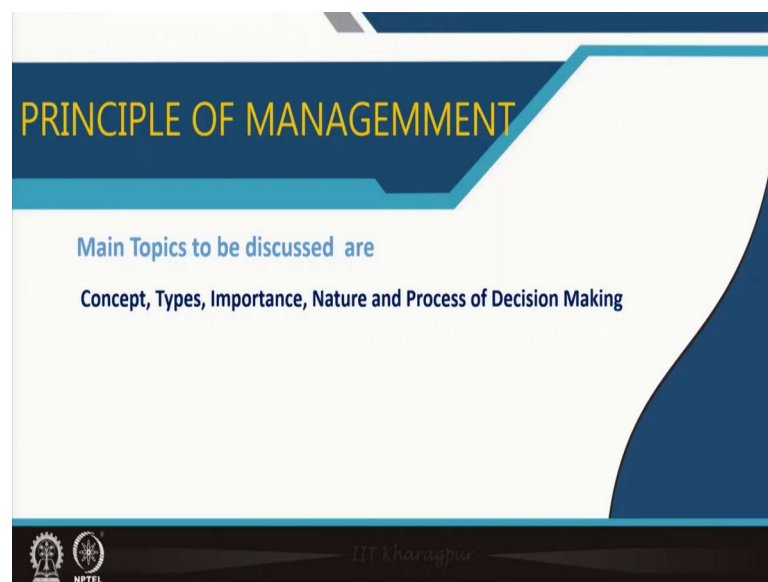 PRINCIPLE OF MANAGEMMENT
Main Topics to be discussed are
Concept, Types, Importance, Nature and Process of Decision Making
IIT Kharagpur
NPTEL